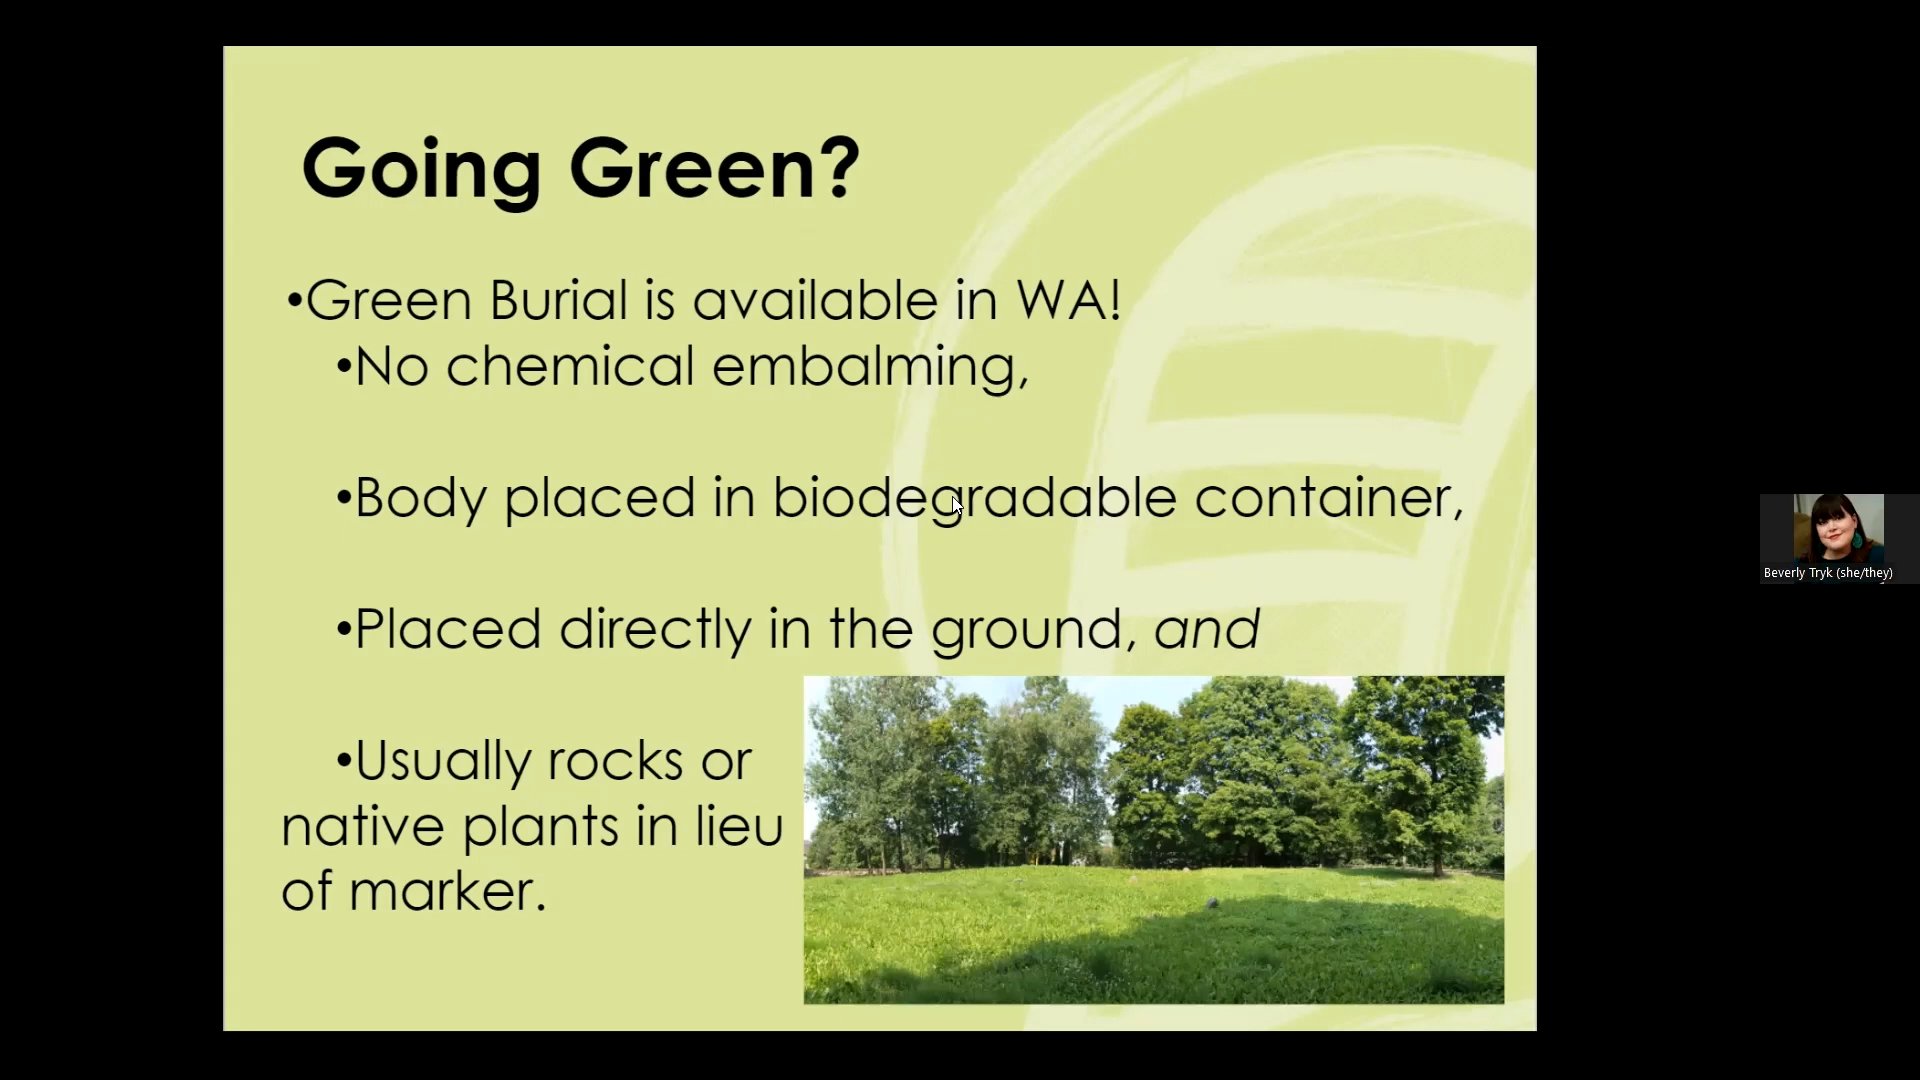 Going Green?
•Green Burial is available in WA!
•No chemical embalming,
•Body placed in biodegradable container,
•Placed directly in the ground, and
•Usually rocks or
native plants in lieu
of marker.
Beverly Tryk (she/they)